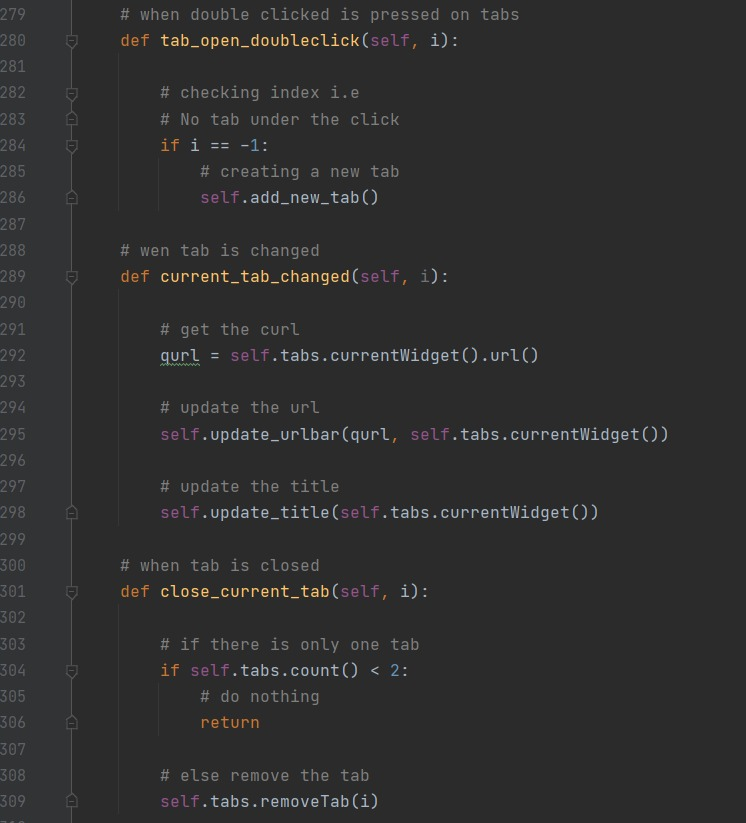 279 # when double clicked is pressed on tabs
280 def tab_open_doubleclick(self, i):
281
282 # checking index i.e
283 # No tab under the click
284 if i == -1:
285 # creating a new tab
286 self.add_new_tab()
287
288 # wen tab is changed
289 def current_tab_changed(self, i):
290
291 # get the curl
292 qurl = self.tabs.currentWidget().url()
293
294 # update the url
295 self.update_urlbar(qurl, self.tabs.currentWidget())
296
297 # update the title
298 self.update_title(self.tabs.currentWidget())
299
300 # when tab is closed
301 def close_current_tab(self, i):
302
303 # if there is only one tab
304 if self.tabs.count() < 2:
305 # do nothing
306 return
307
308 # else remove the tab
309 self.tabs.removeTab(i)